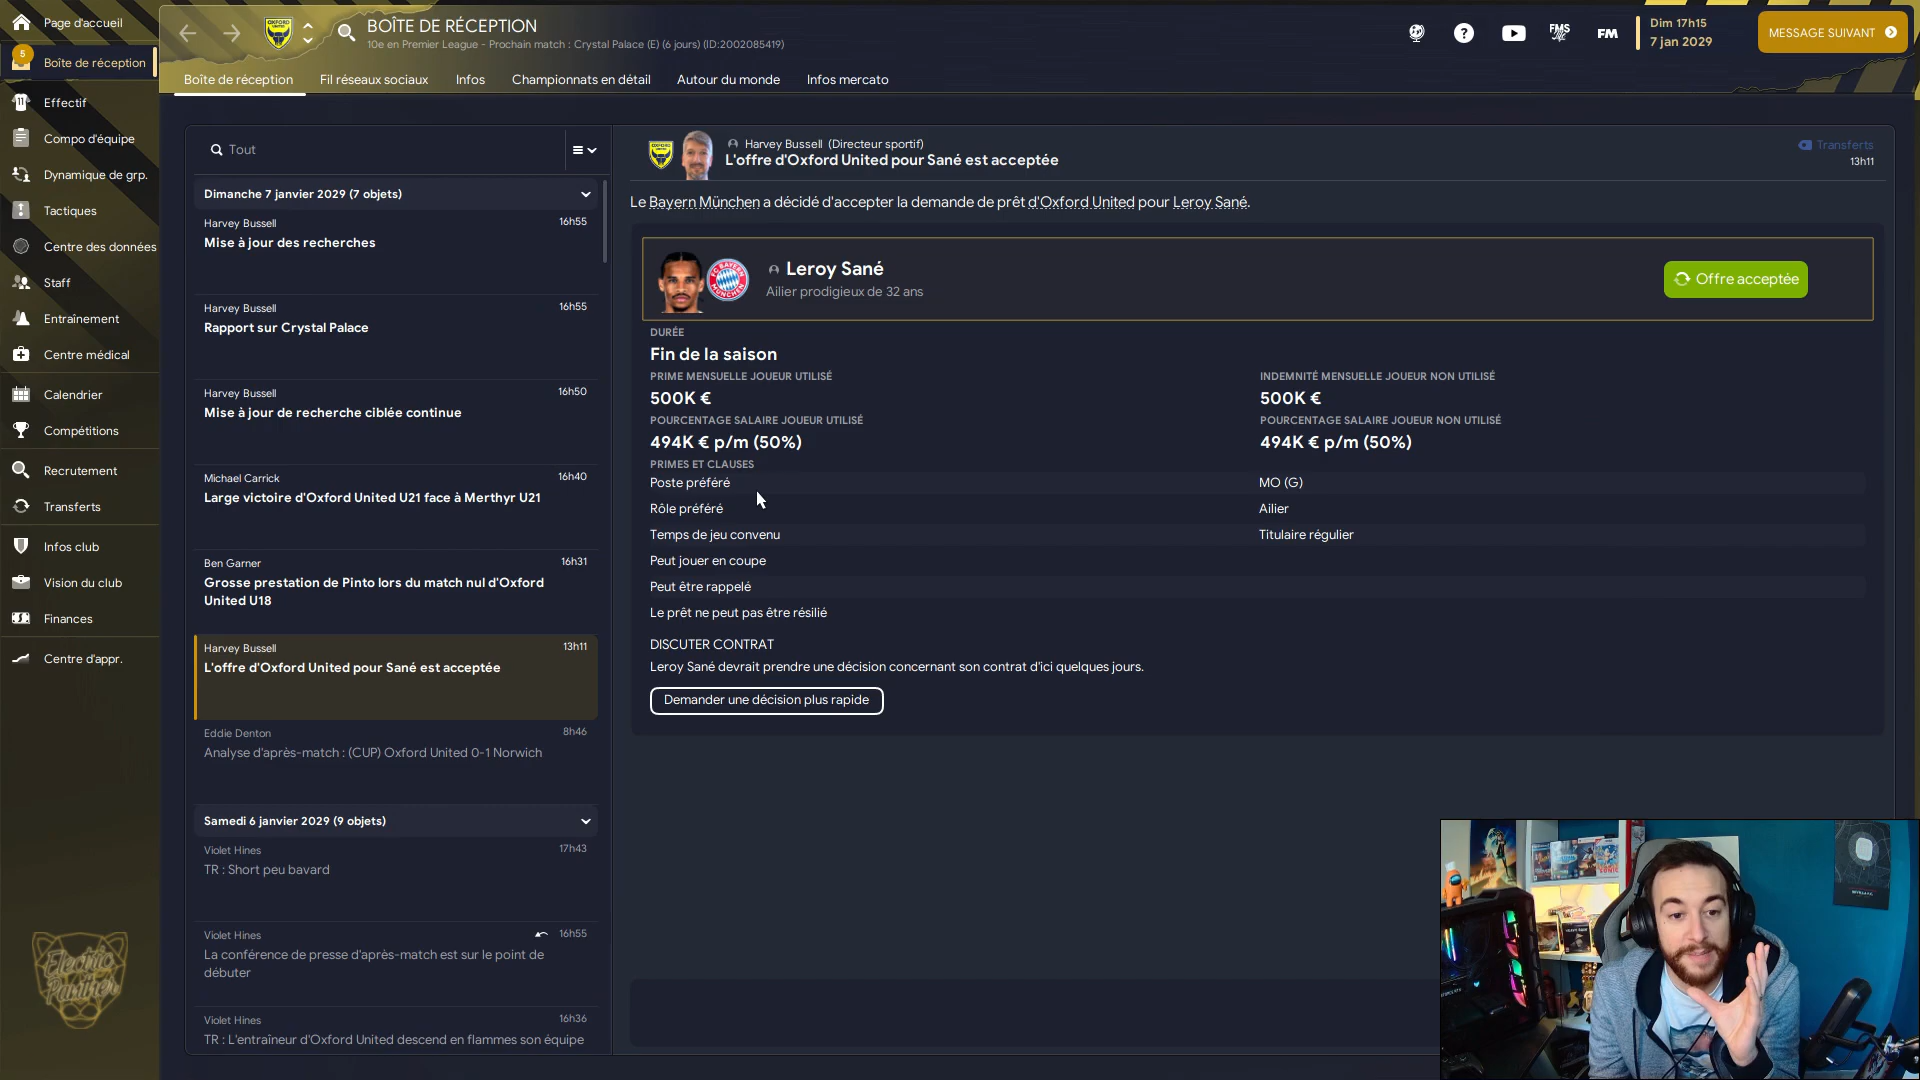 Page d'accueil
5
Boîte de réception
Effectif
Compo d'équipe
Dynamique de grp.
Tactiques
Centre des données
Staff
Entraînement
Centre médical
Calendrier
Compétitions
Recrutement
Transferts
Infos club
Vision du club
Finances
Centre d'appr.
Electric
Panther
BOÎTE DE RÉCEPTION
10e en Premier League - Prochain match : Crystal Palace (E) (6 jours) (ID:2002085419)
FMS
FM
Dim 17h15
7 jan 2029
MESSAGE SUIVANT
Boîte de réception
Fil réseaux sociaux
Infos
Championnats en détail
Autour du monde
Infos mercato
Tout
Dimanche 7 janvier 2029 (7 objets)
Harvey Bussell 16h55
Mise à jour des recherches
Harvey Bussell 16h55
Rapport sur Crystal Palace
Harvey Bussell 16h50
Mise à jour de recherche ciblée continue
Michael Carrick 16h40
Large victoire d'Oxford United U21 face à Merthyr U21
Ben Garner 16h31
Grosse prestation de Pinto lors du match nul d'Oxford
United U18
Harvey Bussell 13h11
L'offre d'Oxford United pour Sané est acceptée
Eddie Denton 8h46
Analyse d'après-match : (CUP) Oxford United 0-1 Norwich
Samedi 6 janvier 2029 (9 objets)
Violet Hines 17h43
TR : Short peu bavard
Violet Hines 16h55
La conférence de presse d'après-match est sur le point de
débuter
Violet Hines 16h36
TR : L'entraîneur d'Oxford United descend en flammes son équipe
Harvey Bussell (Directeur sportif)
L'offre d'Oxford United pour Sané est acceptée
Transferts
13h11
Le Bayern München a décidé d'accepter la demande de prêt d'Oxford United pour Leroy Sané.
Leroy Sané
Ailier prodigieux de 32 ans
Offre acceptée
DURÉE
Fin de la saison
PRIME MENSUELLE JOUEUR UTILISÉ INDEMNITÉ MENSUELLE JOUEUR NON UTILISÉ
500K € 500K €
POURCENTAGE SALAIRE JOUEUR UTILISÉ POURCENTAGE SALAIRE JOUEUR NON UTILISÉ
494K € p/m (50%) 494K € p/m (50%)
PRIMES ET CLAUSES
Poste préféré MO (G)
Rôle préféré Ailier
Temps de jeu convenu Titulaire régulier
Peut jouer en coupe
Peut être rappelé
Le prêt ne peut pas être résilié
DISCUTER CONTRAT
Leroy Sané devrait prendre une décision concernant son contrat d'ici quelques jours.
Demander une décision plus rapide